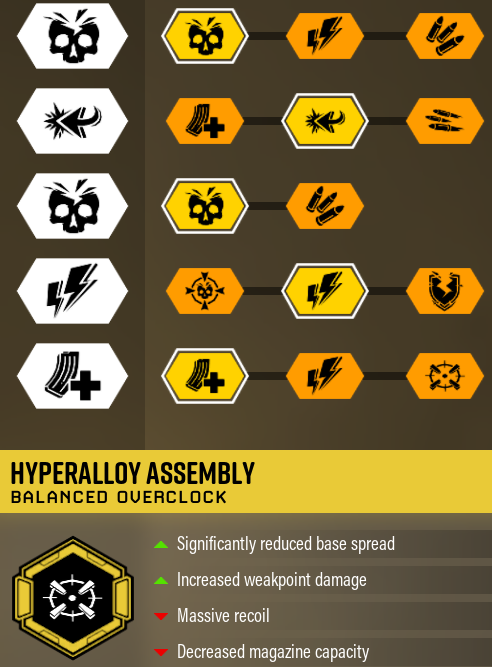 HYPERALLOY ASSEMBLY
BALANCED OVERCLOCK
Significantly reduced base spread
Increased weakpoint damage
Massive recoil
Decreased magazine capacity